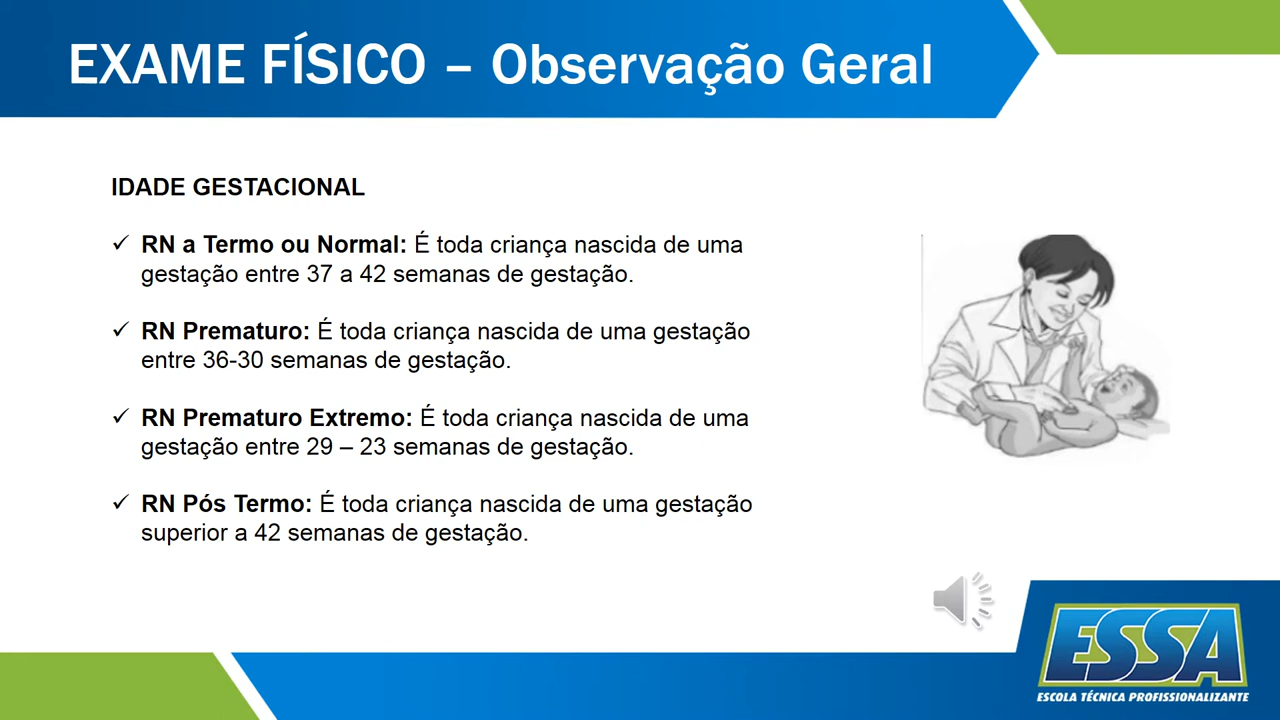 EXAME FÍSICO – Observação Geral
IDADE GESTACIONAL
✓ RN a Termo ou Normal: É toda criança nascida de uma
gestação entre 37 a 42 semanas de gestação.
✓ RN Prematuro: É toda criança nascida de uma gestação
entre 36-30 semanas de gestação.
✓ RN Prematuro Extremo: É toda criança nascida de uma
gestação entre 29 – 23 semanas de gestação.
✓ RN Pós Termo: É toda criança nascida de uma gestação
superior a 42 semanas de gestação.
ESSA
ESCOLA TÉCNICA PROFISSIONALIZANTE